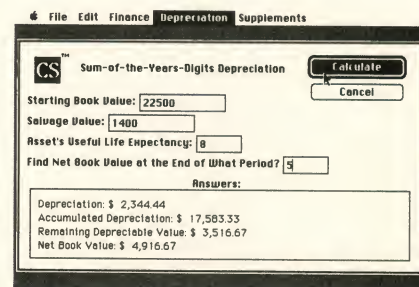 File Edit Finance Depreciation Supplements
CS™ Sum-of-the-Years-Digits Depreciation
Calculate
Cancel
Starting Book Value: 22500
Salvage Value: 1400
Asset's Useful Life Expectancy: 8
Find Net Book Value at the End of What Period? 5
Answers:
Depreciation: $ 2,344.44
Accumulated Depreciation: $ 17,583.33
Remaining Depreciable Value: $ 3,516.67
Net Book Value: $ 4,916.67